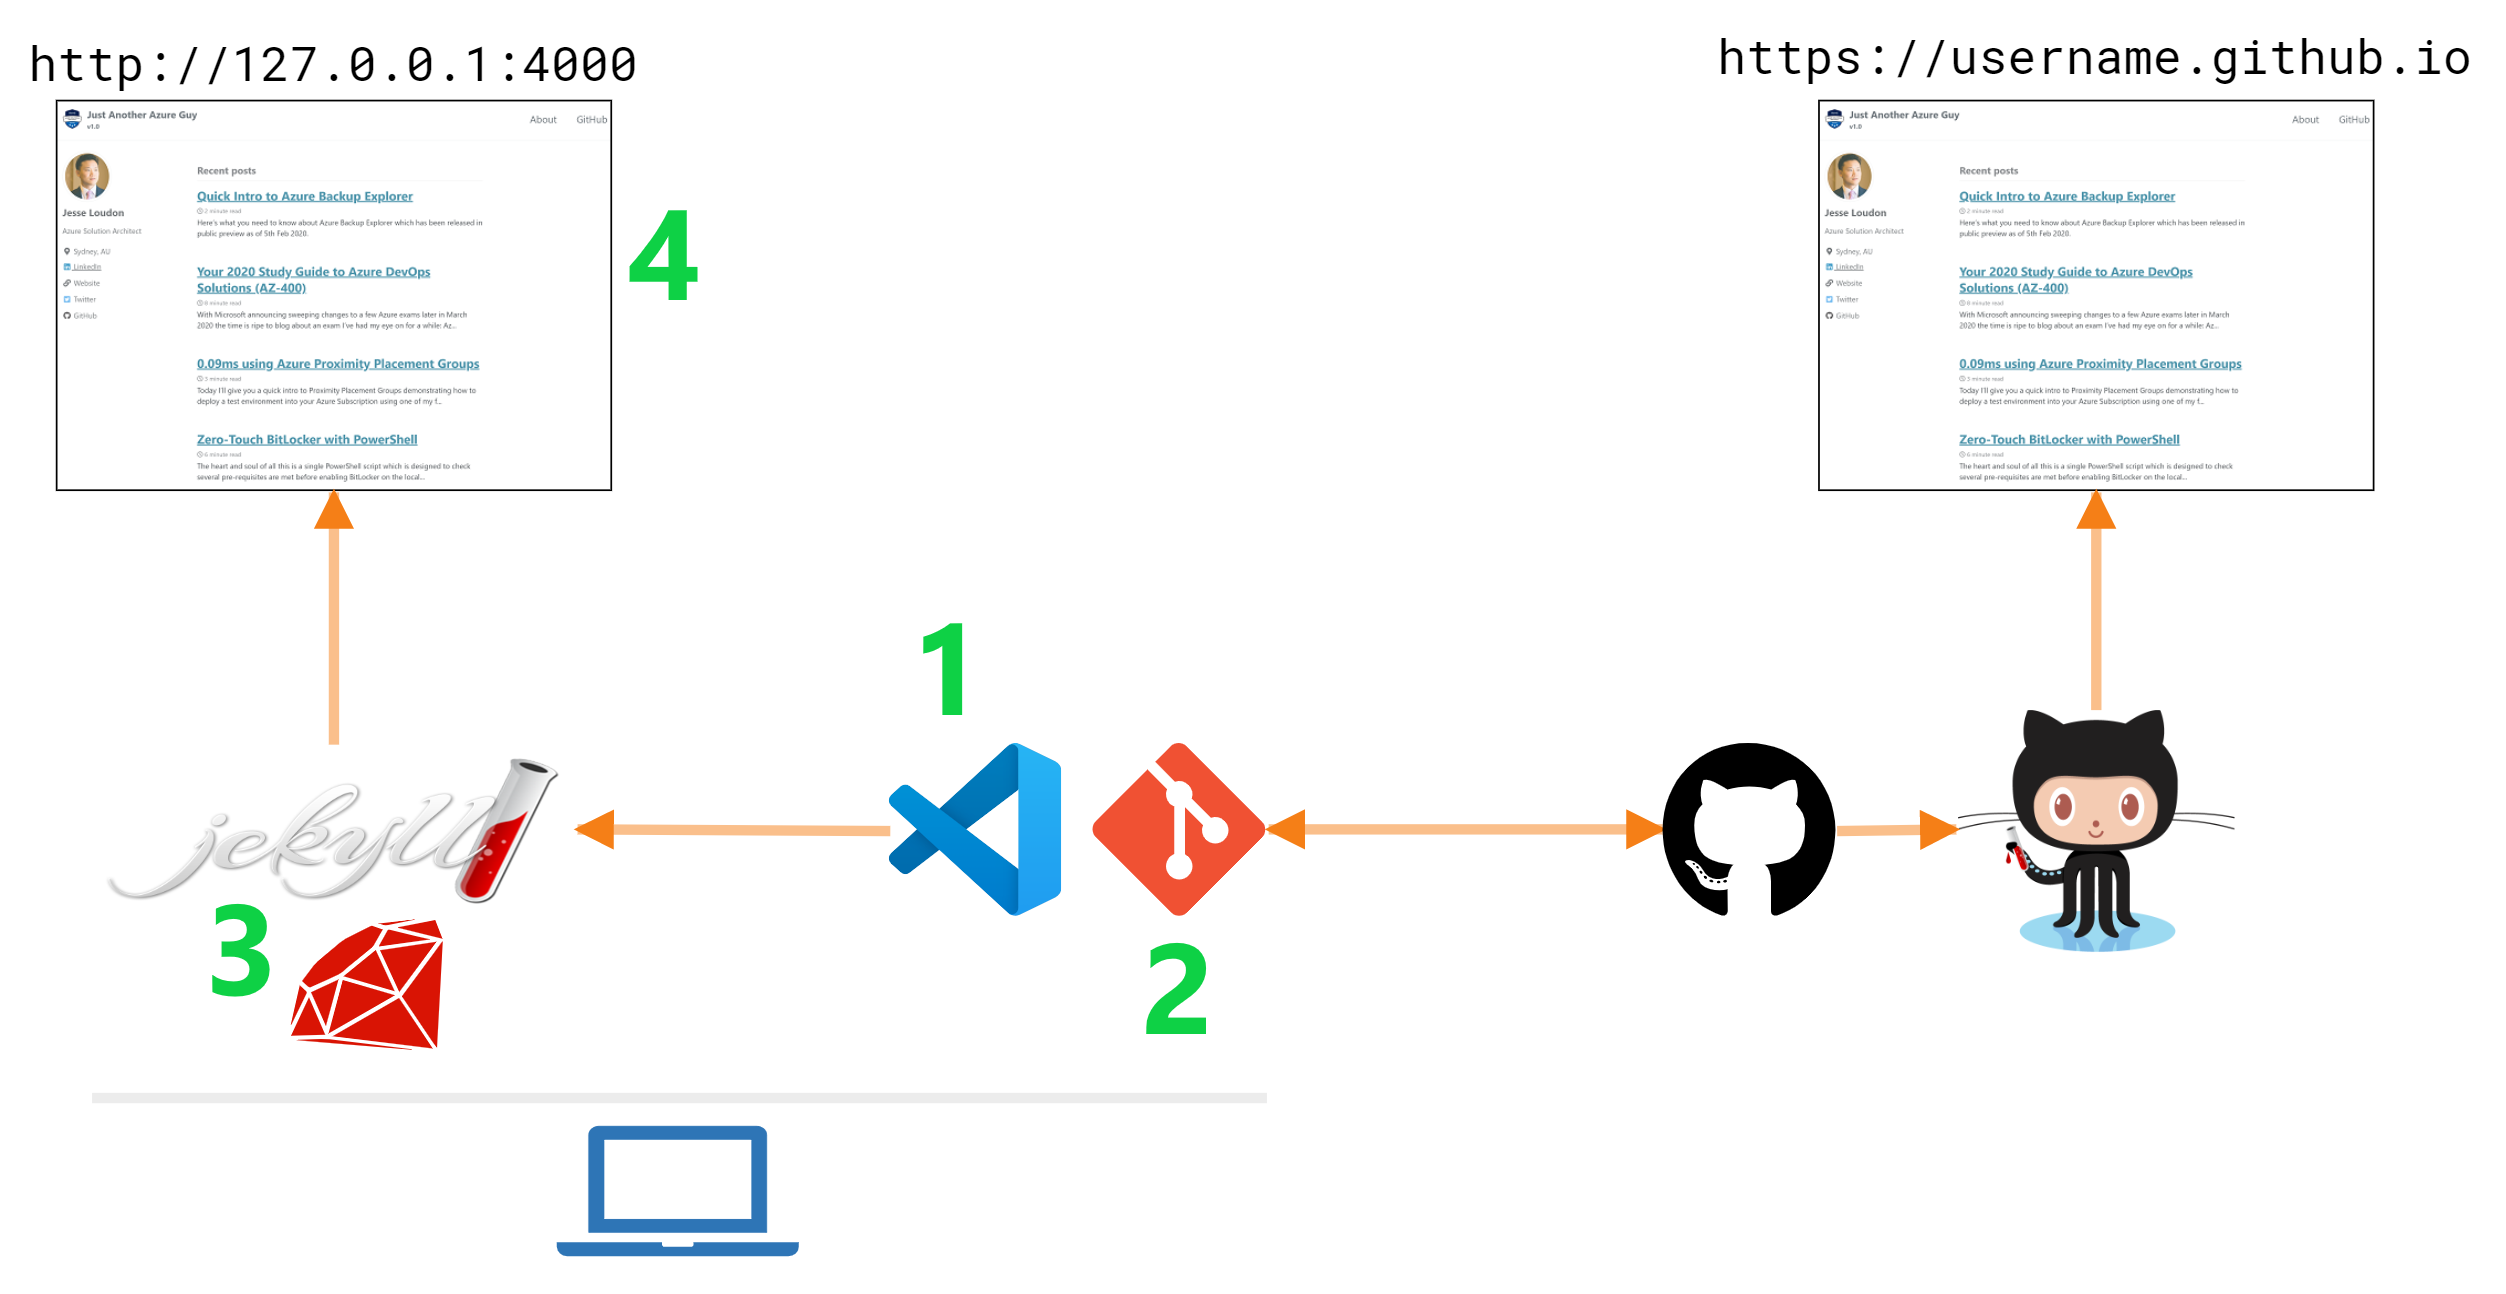 http://127.0.0.1:4000
Just Another Azure Guy
v1.0
About
GitHub
Jesse Loudon
Azure Solution Architect
Sydney, AU
LinkedIn
Website
Twitter
GitHub
Recent posts
Quick Intro to Azure Backup Explorer
2 minute read
Here's what you need to know about Azure Backup Explorer which has been released in
public preview as of 5th Feb 2020.
Your 2020 Study Guide to Azure DevOps
Solutions (AZ-400)
8 minute read
With Microsoft announcing sweeping changes to a few Azure exams later in March
2020 the time is ripe to blog about an exam I've had my eye on for a while: Az...
0.09ms using Azure Proximity Placement Groups
3 minute read
Today I'll give you a quick intro to Proximity Placement Groups demonstrating how to
deploy a test environment into your Azure Subscription using one of my f...
Zero-Touch BitLocker with PowerShell
6 minute read
The heart and soul of all this is a single PowerShell script which is designed to check
several pre-requisites are met before enabling BitLocker on the local...
4
https://username.github.io
Just Another Azure Guy
v1.0
About
GitHub
Jesse Loudon
Azure Solution Architect
Sydney, AU
LinkedIn
Website
Twitter
GitHub
Recent posts
Quick Intro to Azure Backup Explorer
2 minute read
Here's what you need to know about Azure Backup Explorer which has been released in
public preview as of 5th Feb 2020.
Your 2020 Study Guide to Azure DevOps
Solutions (AZ-400)
8 minute read
With Microsoft announcing sweeping changes to a few Azure exams later in March
2020 the time is ripe to blog about an exam I've had my eye on for a while: Az...
0.09ms using Azure Proximity Placement Groups
3 minute read
Today I'll give you a quick intro to Proximity Placement Groups demonstrating how to
deploy a test environment into your Azure Subscription using one of my f...
Zero-Touch BitLocker with PowerShell
6 minute read
The heart and soul of all this is a single PowerShell script which is designed to check
several pre-requisites are met before enabling BitLocker on the local...
1
jekyll
3
2